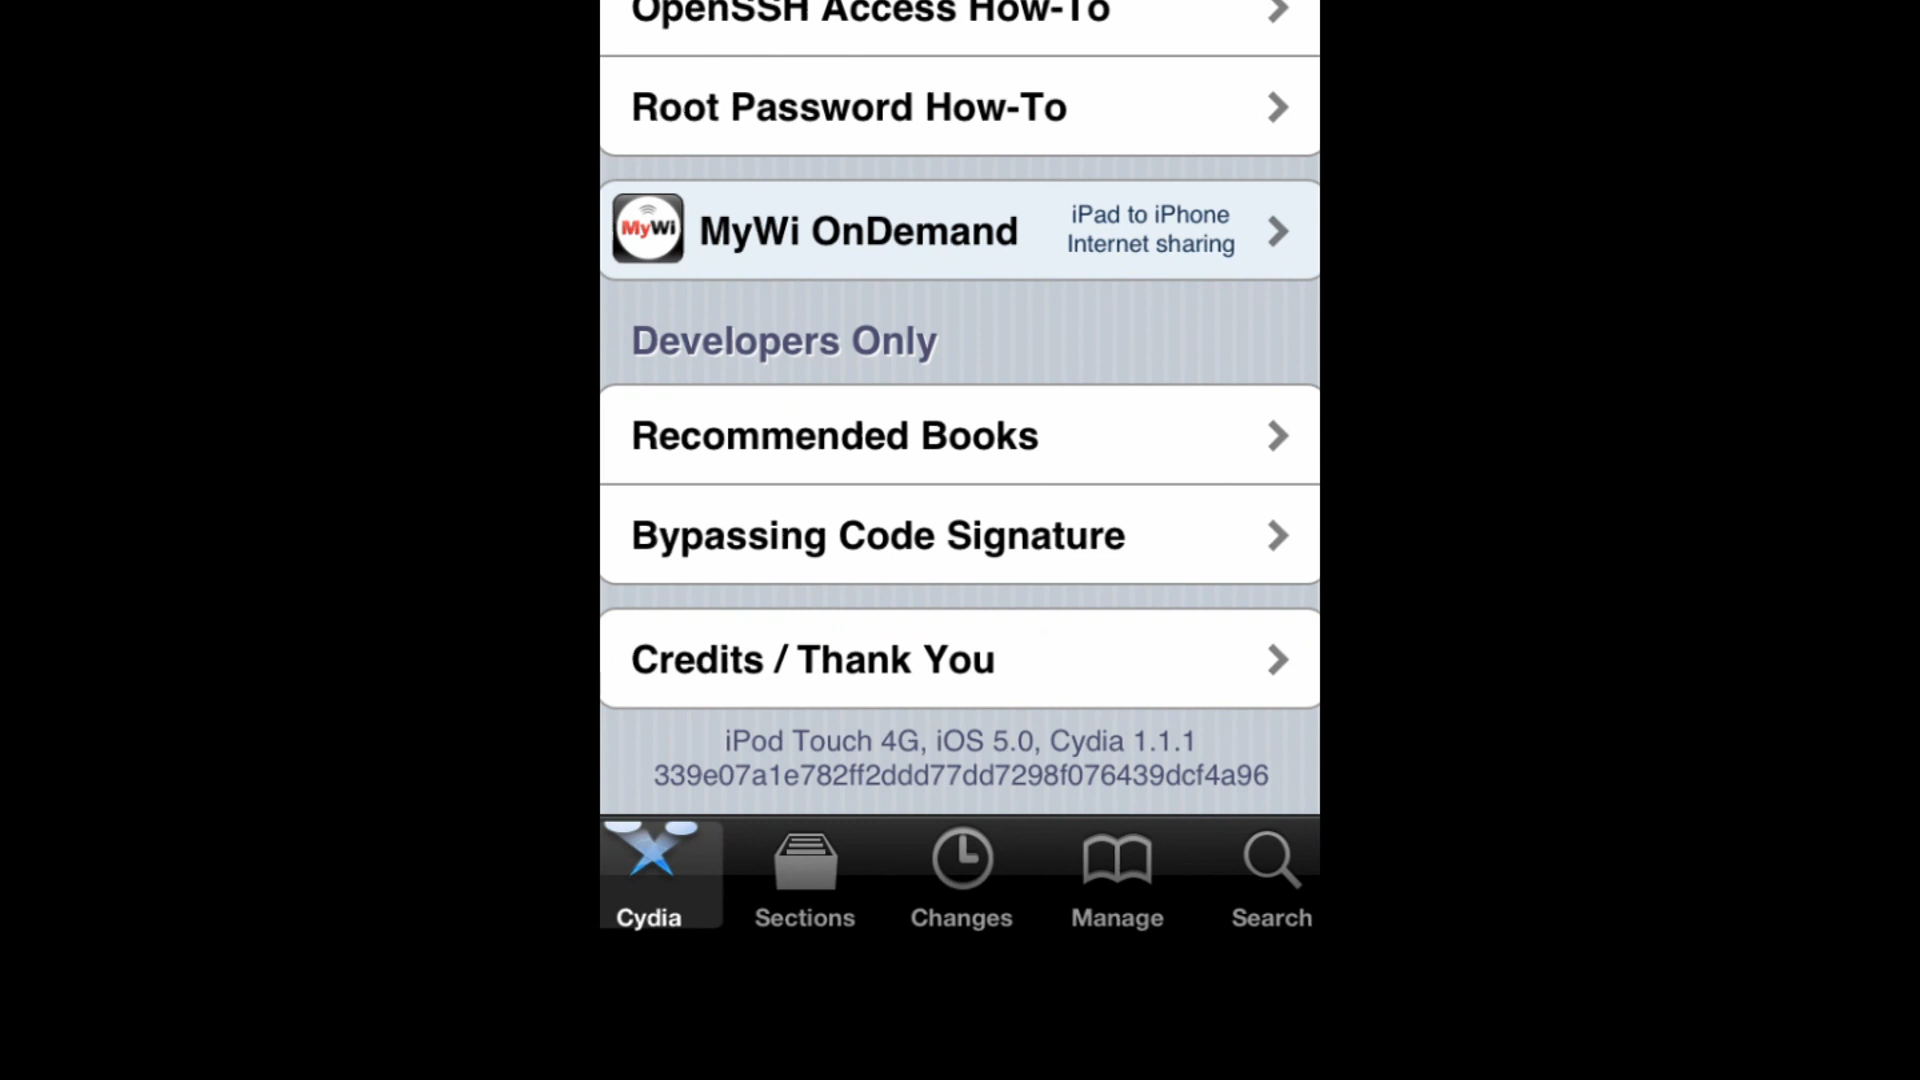 OpenSSH Access How-To
Root Password How-To
MyWi
MyWi OnDemand
iPad to iPhone
Internet sharing
Developers Only
Recommended Books
Bypassing Code Signature
Credits / Thank You
iPod Touch 4G, iOS 5.0, Cydia 1.1.1
339e07a1e782ff2ddd77dd7298f076439dcf4a96
Cydia
Sections
Changes
Manage
Search